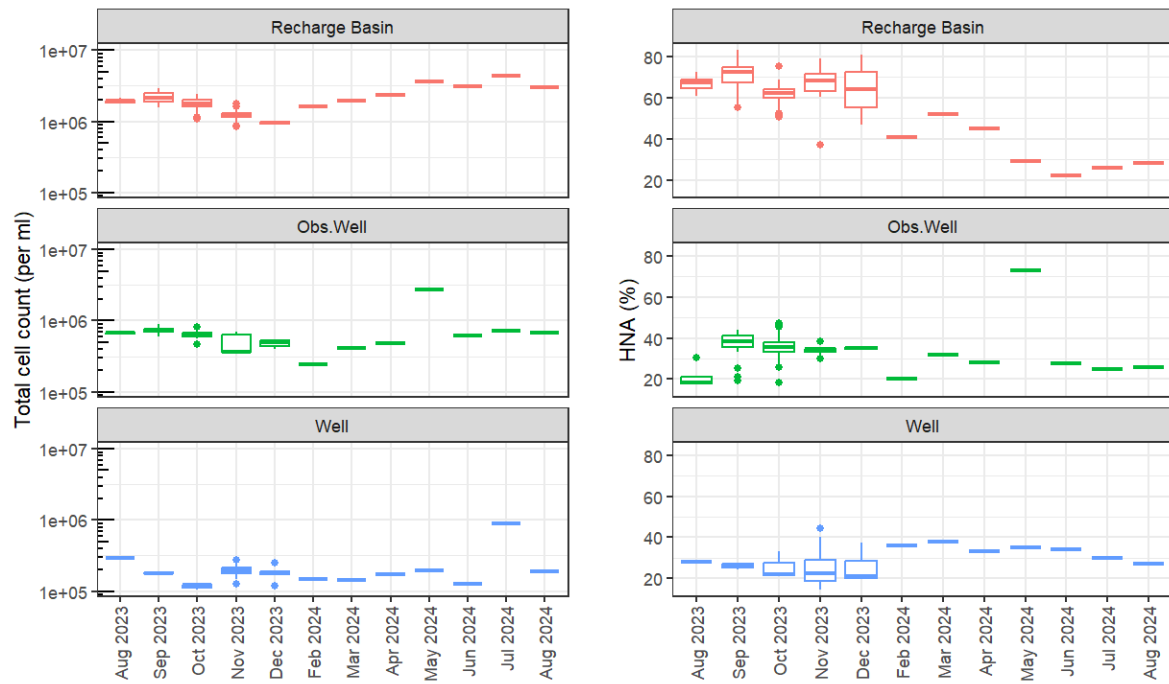 Recharge Basin
1e+07
1e+06
1e+05
Obs.Well
1e+07
1e+06
1e+05
Well
1e+07
1e+06
1e+05
Total cell count (per ml)
Aug 2023
Sep 2023
Oct 2023
Nov 2023
Dec 2023
Feb 2024
Mar 2024
Apr 2024
May 2024
Jun 2024
Jul 2024
Aug 2024
Recharge Basin
80
60
40
20
Obs.Well
80
60
40
20
Well
80
60
40
20
HNA (%)
Aug 2023
Sep 2023
Oct 2023
Nov 2023
Dec 2023
Feb 2024
Mar 2024
Apr 2024
May 2024
Jun 2024
Jul 2024
Aug 2024